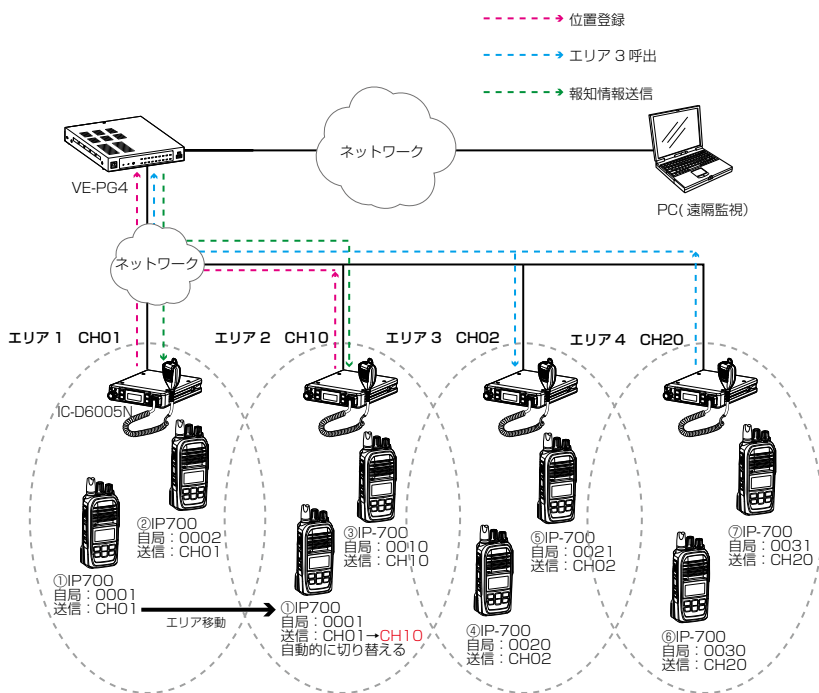 位置登録
エリア 3 呼出
報知情報送信
ネットワーク
VE-PG4
PC( 遠隔監視)
ネットワーク
エリア 1　CH01
エリア 2　CH10
エリア 3　CH02
エリア 4　CH20
IC-D6005N
②IP700
自局：0002
送信：CH01
①IP700
自局：0001
送信：CH01
エリア移動
③IP-700
自局：0010
送信：CH10
①IP700
自局：0001
送信：CH01→CH10
自動的に切り替える
⑤IP-700
自局：0021
送信：CH02
④IP-700
自局：0020
送信：CH02
⑦IP-700
自局：0031
送信：CH20
⑥IP-700
自局：0030
送信：CH20